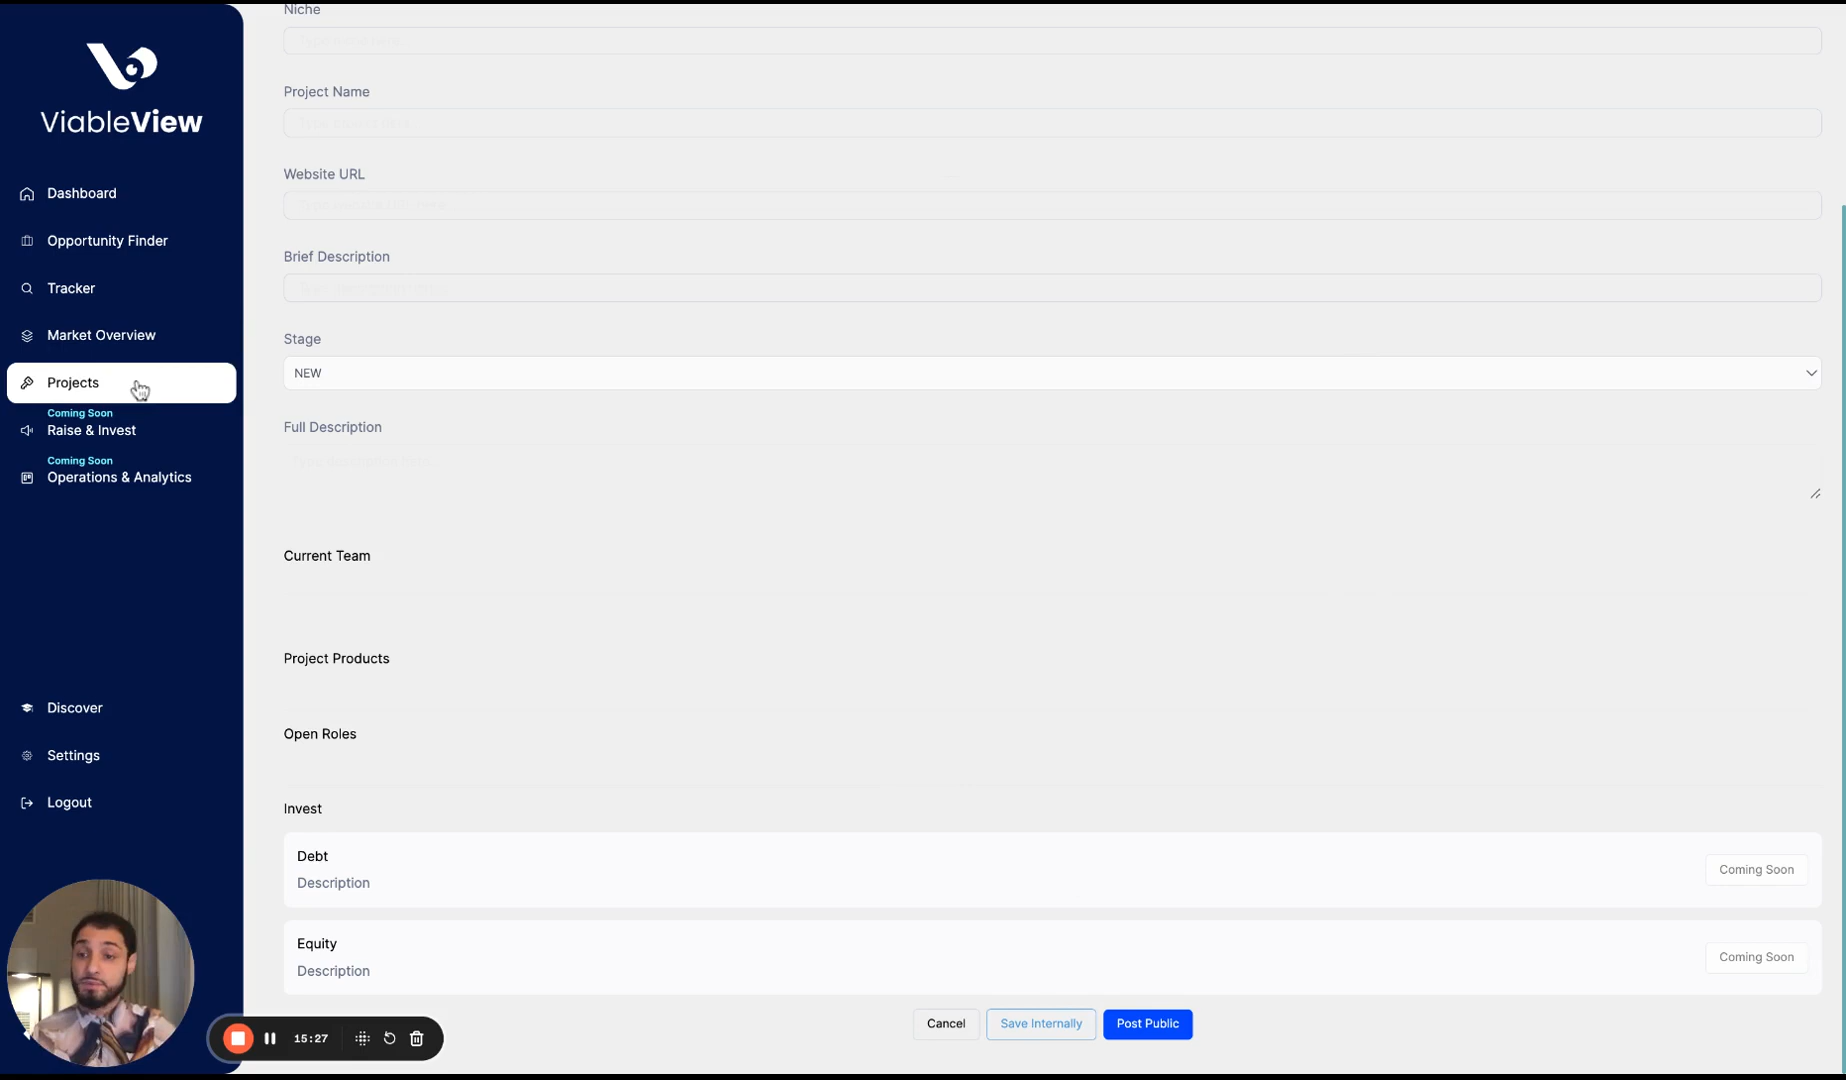 ViableView
Dashboard
Opportunity Finder
Tracker
Market Overview
Projects
Coming Soon
Raise & Invest
Coming Soon
Operations & Analytics
Discover
Settings
Logout
15:27
Niche
Project Name
Website URL
Brief Description
Stage
NEW
Full Description
Current Team
Project Products
Open Roles
Invest
Debt
Description
Coming Soon
Equity
Description
Coming Soon
Cancel
Save Internally
Post Public